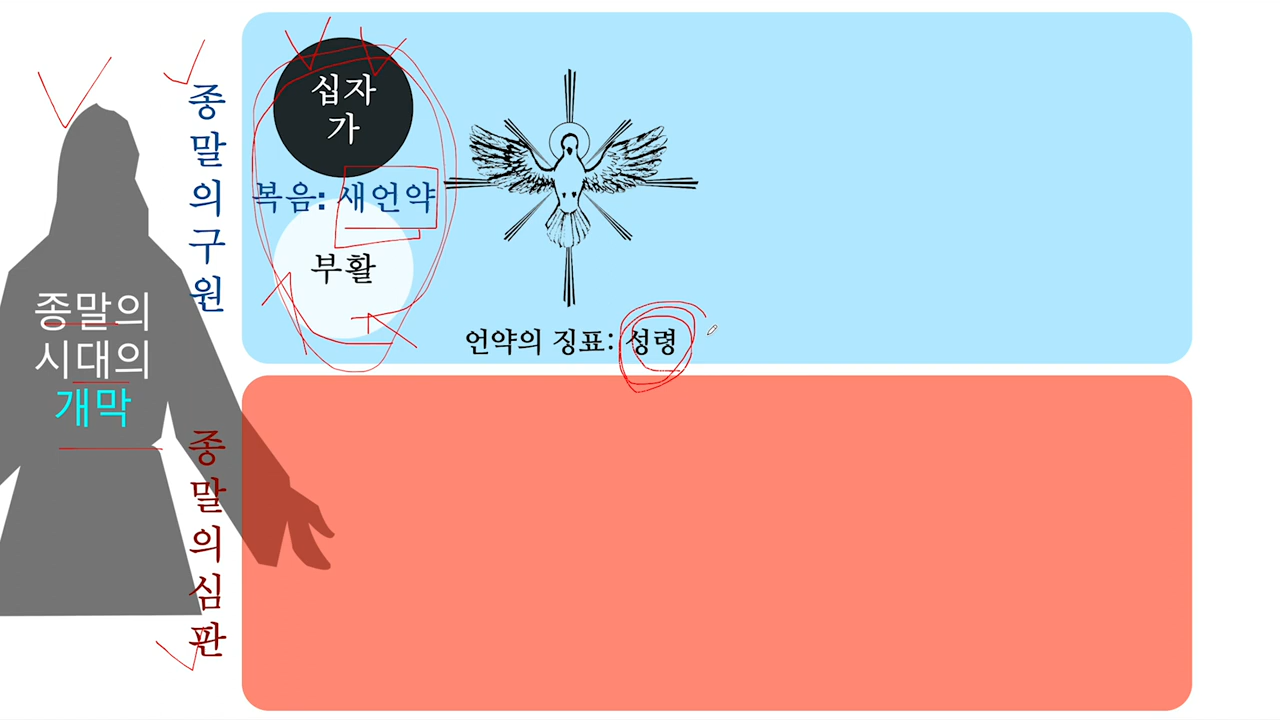 종말의
시대의
개막
종말의구원
십자
가
복음: 새언약
부활
언약의 징표: 성령
종말의심판